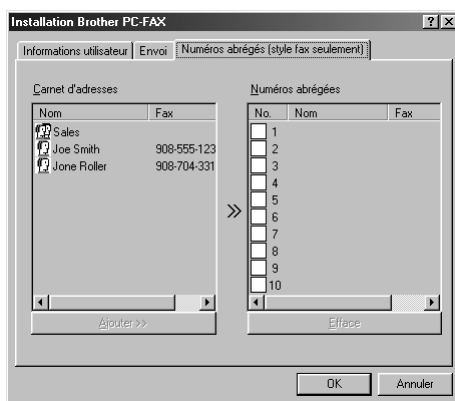 Installation Brother PC-FAX
Informations utilisateur Envoi Numéros abrégés (style fax seulement)
Carnet d'adresses
Nom Fax
Sales
Joe Smith 908-555-123
Jone Roller 908-704-331
Ajouter >>
Numéros abrégées
No. Nom Fax
1
2
3
4
5
6
7
8
9
10
Efface
OK Annuler